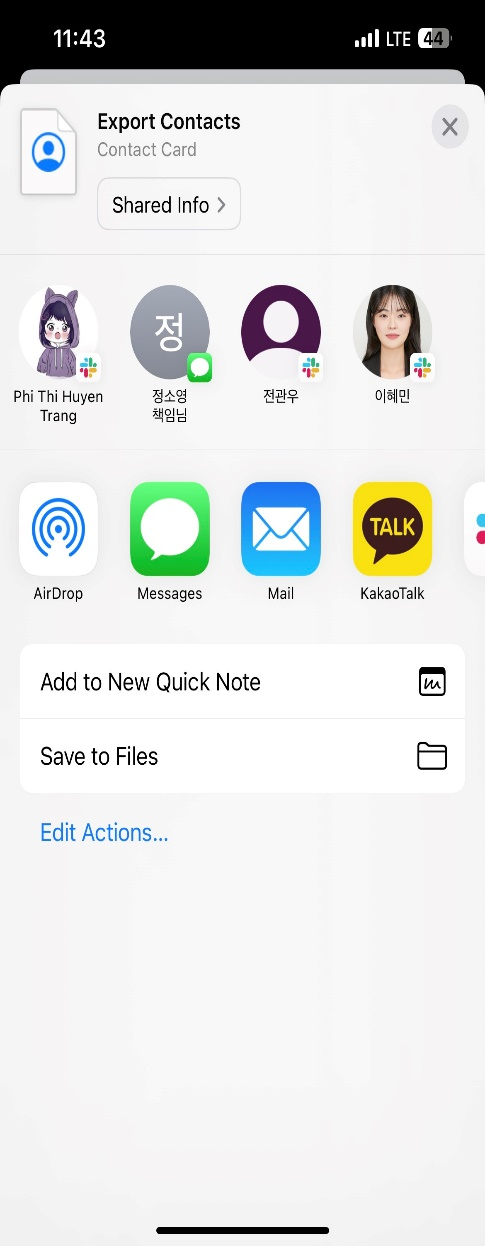 11:43
LTE
44
Export Contacts
Contact Card
Shared Info
정
Phi Thi Huyen
Trang
정소영
책임님
전관우
이혜민
TALK
AirDrop
Messages
Mail
KakaoTalk
Add to New Quick Note
Save to Files
Edit Actions...